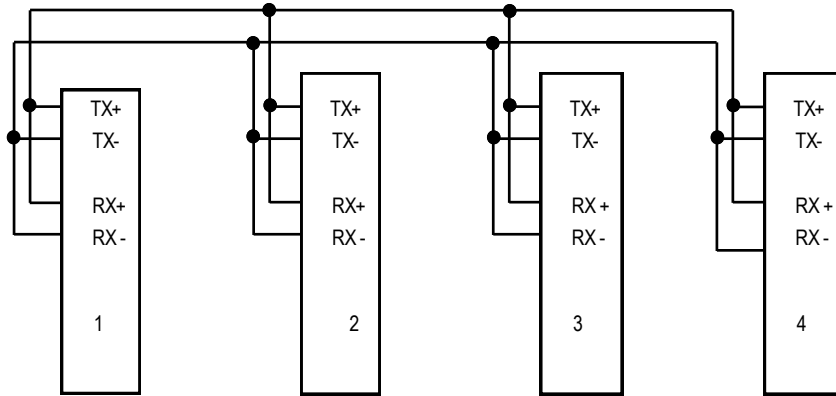 TX+ TX+ TX+ TX+
TX- TX- TX- TX-
RX+ RX+ RX + RX +
RX - RX - RX - RX -
1 2 3 4